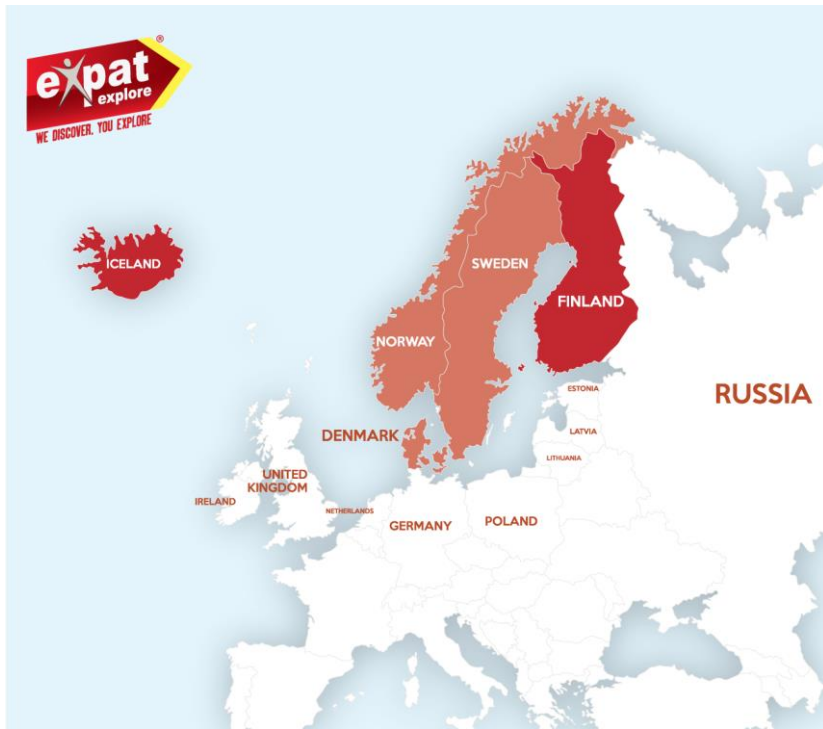 ®
expat
explore
WE DISCOVER. YOU EXPLORE
ICELAND
SWEDEN
FINLAND
NORWAY
ESTONIA
RUSSIA
DENMARK
LATVIA
LITHUANIA
UNITED
KINGDOM
IRELAND
NETHERLANDS
GERMANY
POLAND